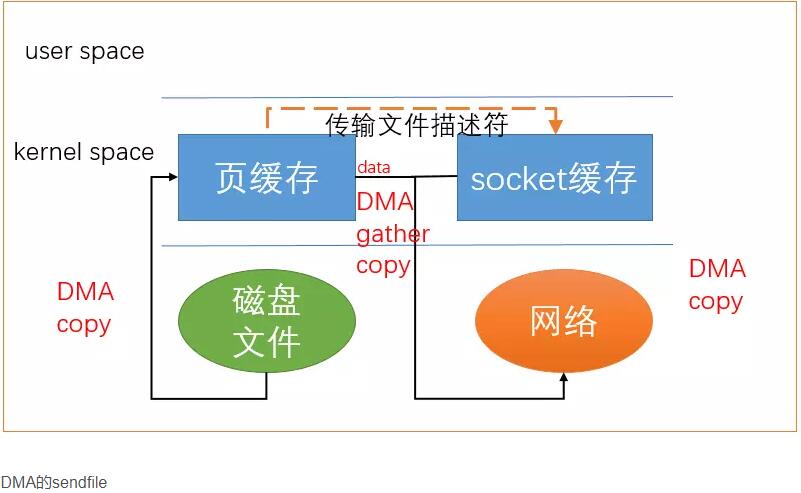 user space
传输文件描述符
kernel space
页缓存
data
socket缓存
DMA
gather
copy
DMA
copy
磁盘
文件
网络
DMA
copy
DMA的sendfile